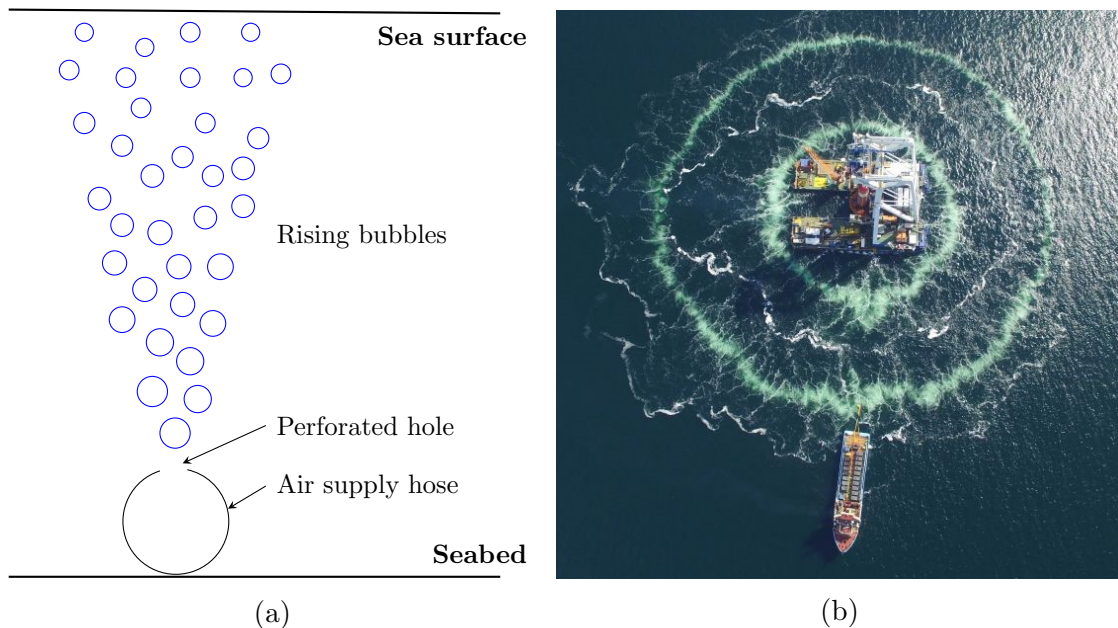 Sea surface
Rising bubbles
Perforated hole
Air supply hose
Seabed
(a)
(b)